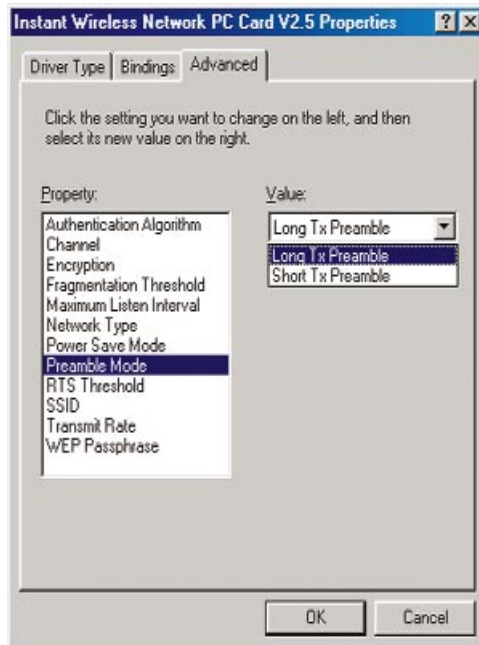 Instant Wireless Network PC Card V2.5 Properties
Driver Type
Bindings
Advanced
Click the setting you want to change on the left, and then
select its new value on the right.
Property:
Authentication Algorithm
Channel
Encryption
Fragmentation Threshold
Maximum Listen Interval
Network Type
Power Save Mode
Preamble Mode
RTS Threshold
SSID
Transmit Rate
WEP Passphrase
Value:
Long Tx Preamble
Long Tx Preamble
Short Tx Preamble
OK
Cancel